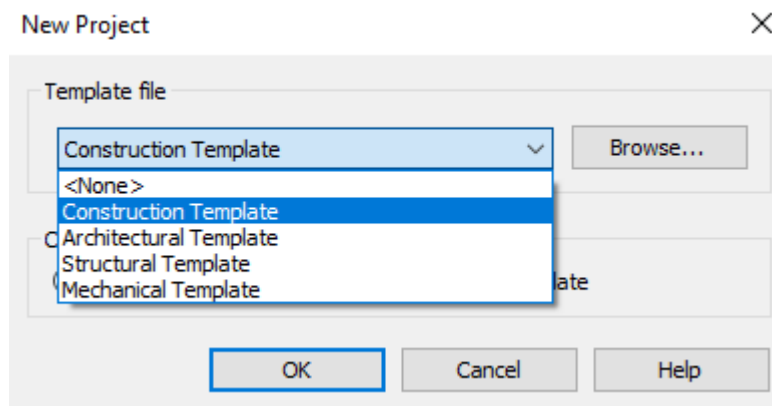 New Project
Template file
Construction Template
Browse...
<None>
Construction Template
Architectural Template
Structural Template
Mechanical Template
OK
Cancel
Help